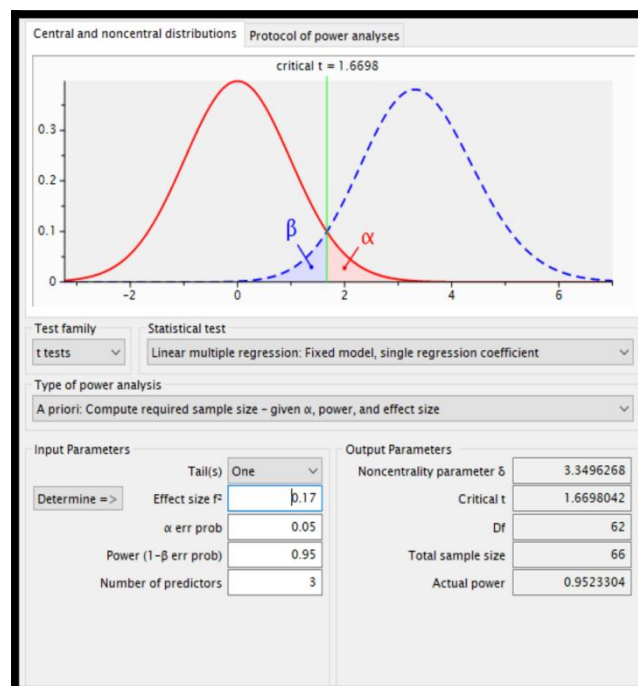 Central and noncentral distributions
Protocol of power analyses
critical t = 1.6698
0.3
0.2
β
α
0.1
0
-2
0
2
4
6
Test family
Statistical test
t tests
Linear multiple regression: Fixed model, single regression coefficient
Type of power analysis
A priori: Compute required sample size – given α, power, and effect size
Input Parameters
Output Parameters
Tail(s)
One
Noncentrality parameter δ
3.3496268
Determine =>
Effect size f²
0.17
Critical t
1.6698042
α err prob
0.05
Df
62
Power (1-β err prob)
0.95
Total sample size
66
Number of predictors
3
Actual power
0.9523304